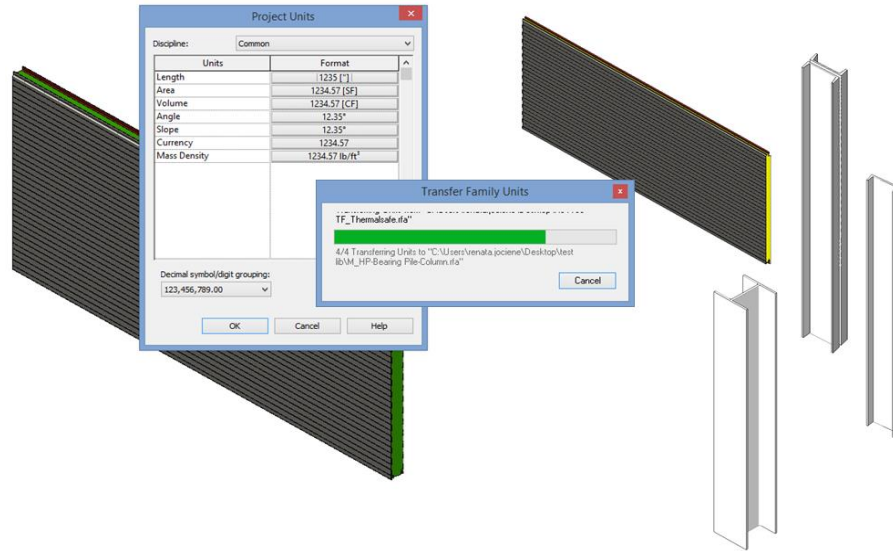 Project Units
Discipline:
Common
Units Format
Length 1235 ["]
Area 1234.57 [SF]
Volume 1234.57 [CF]
Angle 12.35°
Slope 12.35°
Currency 1234.57
Mass Density 1234.57 lb/ft³
Decimal symbol/digit grouping:
123,456,789.00
OK Cancel Help
Transfer Family Units
TF_Thermalsafe.rfa"
4/4 Transferring Units to "C:\Users\renata.jociene\Desktop\test
lib\M_HP-Bearing Pile-Column.rfa"
Cancel